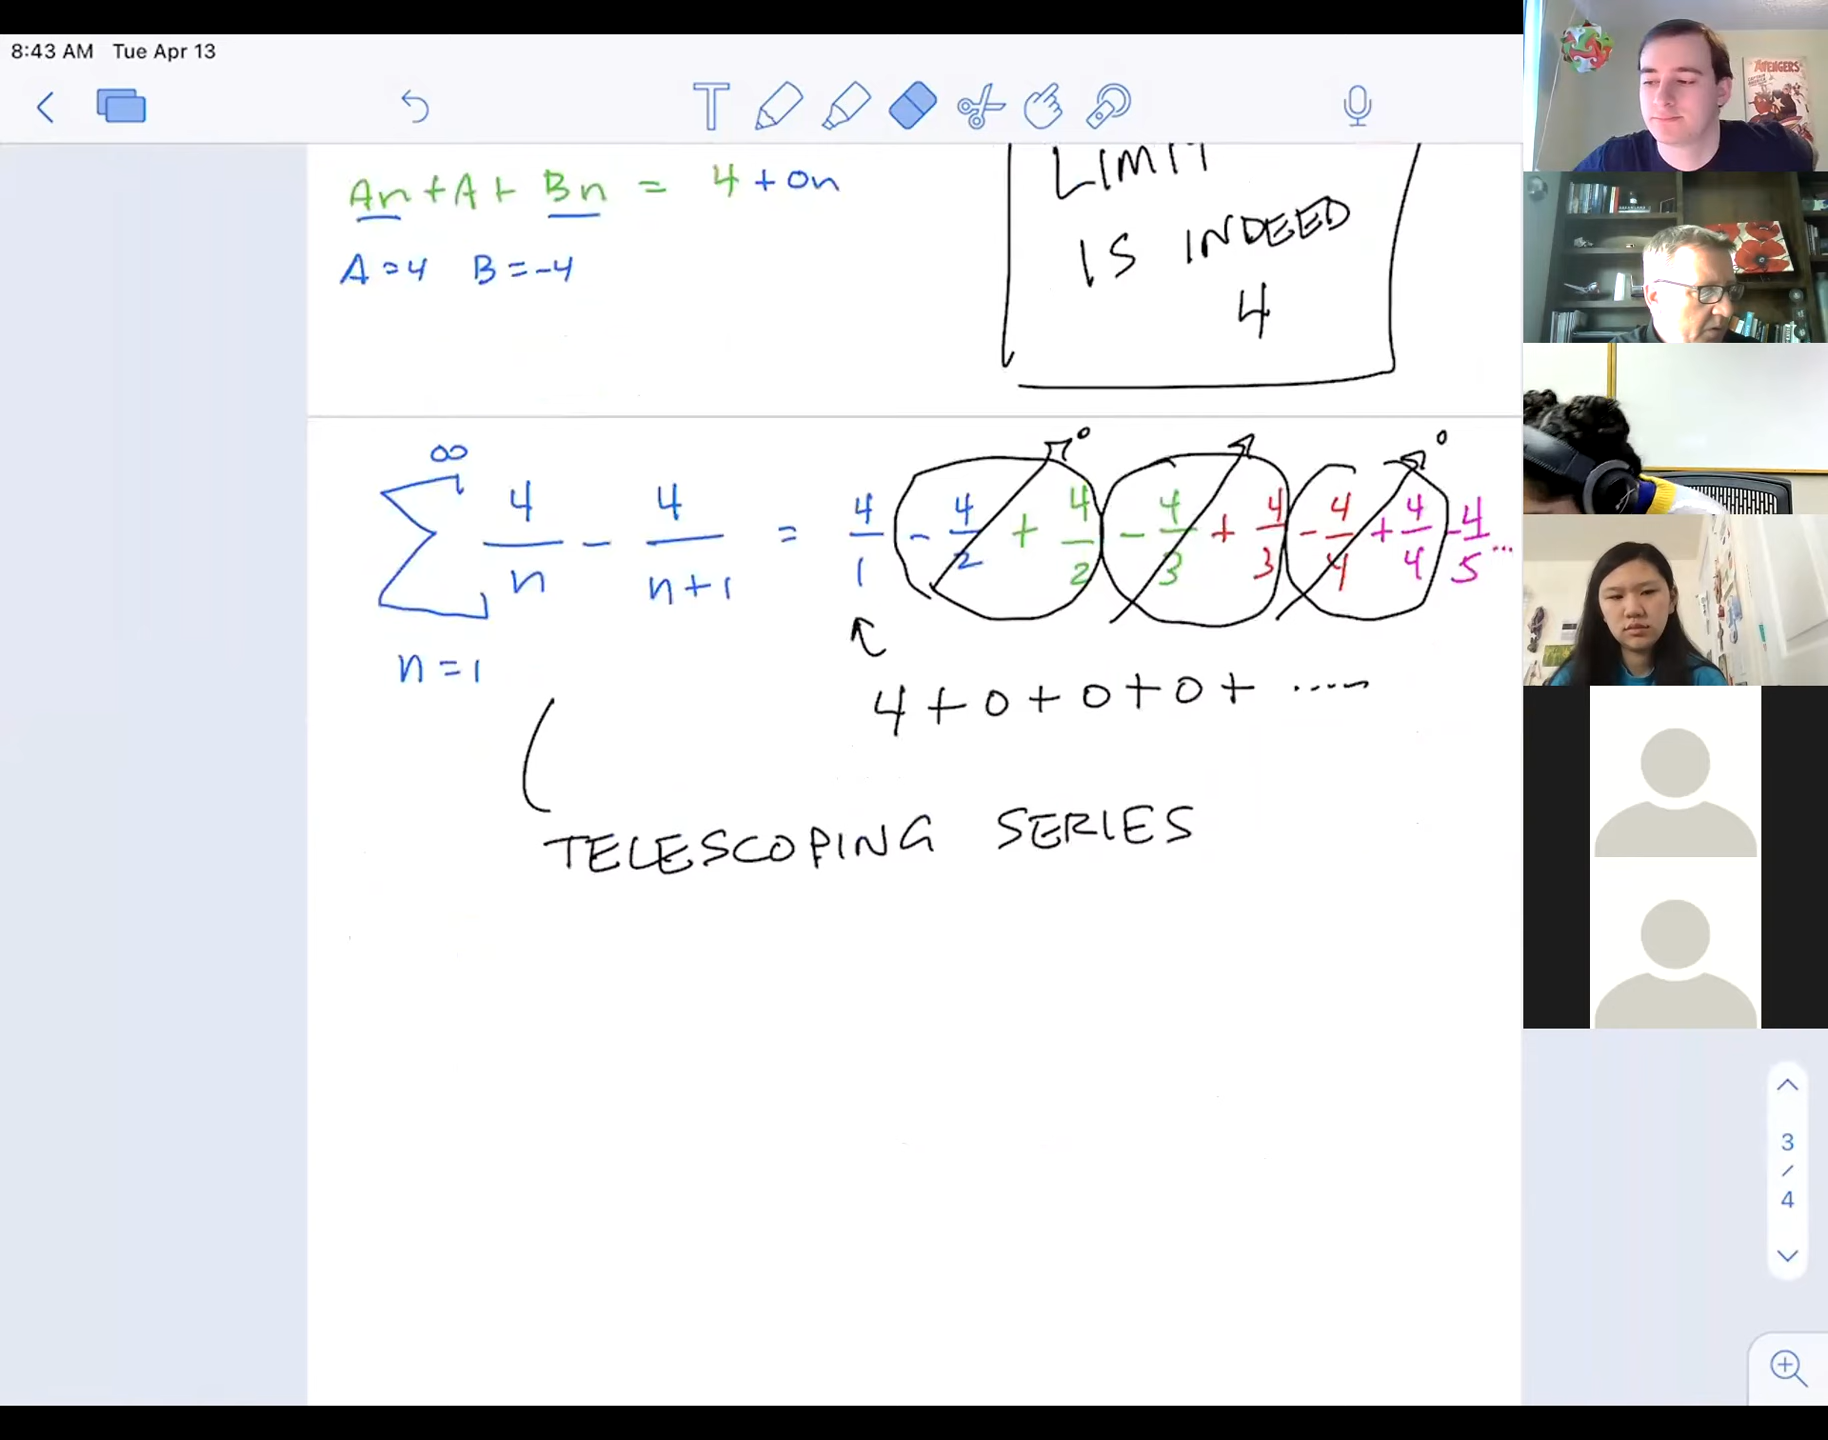 8:43 AM Tue Apr 13
T
AVENGERS
An + A + Bn = 4 + 0n
A = 4 B = -4
LIMIT
IS INDEED
4
∞
Σ 4/n - 4/(n+1) = 4/1 - 4/2 + 4/2 - 4/3 + 4/3 - 4/4 + 4/4 - 4/5 ...
n = 1
0
0
4 + 0 + 0 + 0 + .....
(
TELESCOPING SERIES
3
/
4